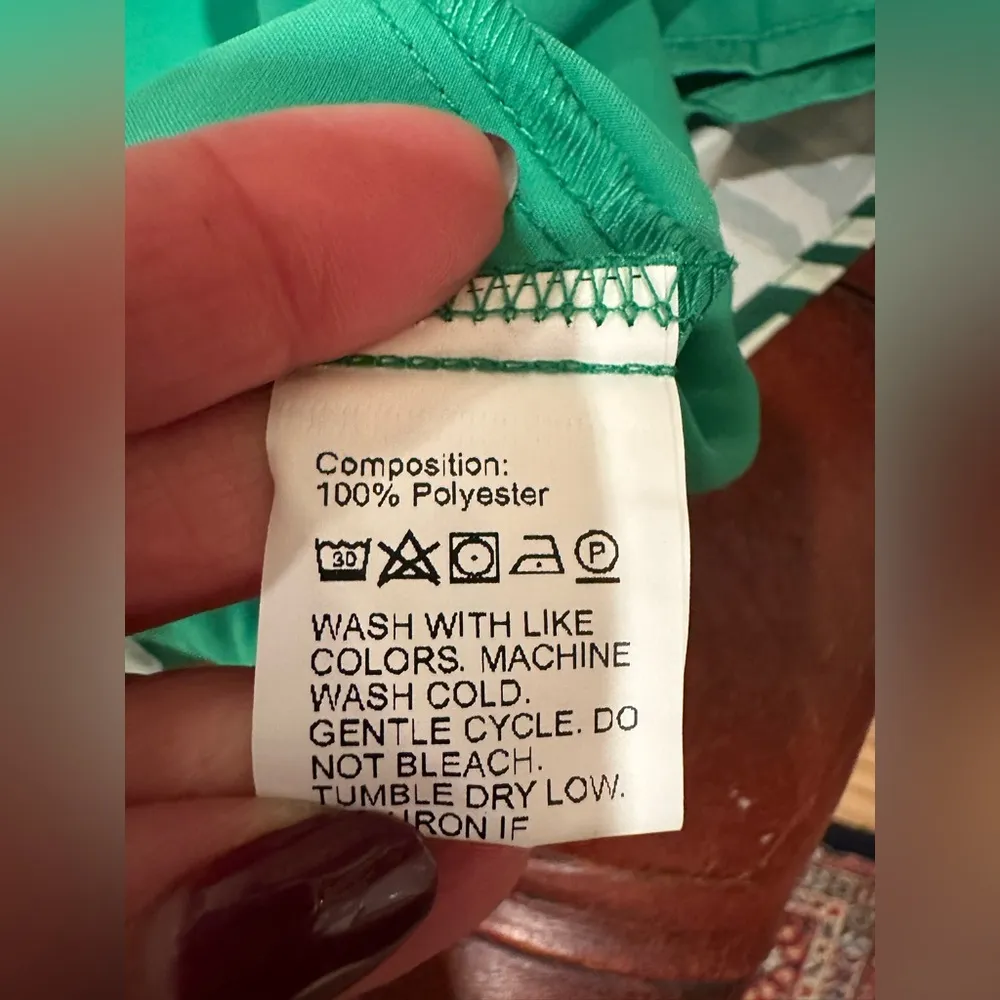 Composition:
100% Polyester
30 P
WASH WITH LIKE
COLORS. MACHINE
WASH COLD.
GENTLE CYCLE. DO
NOT BLEACH.
TUMBLE DRY LOW.
IRON IF